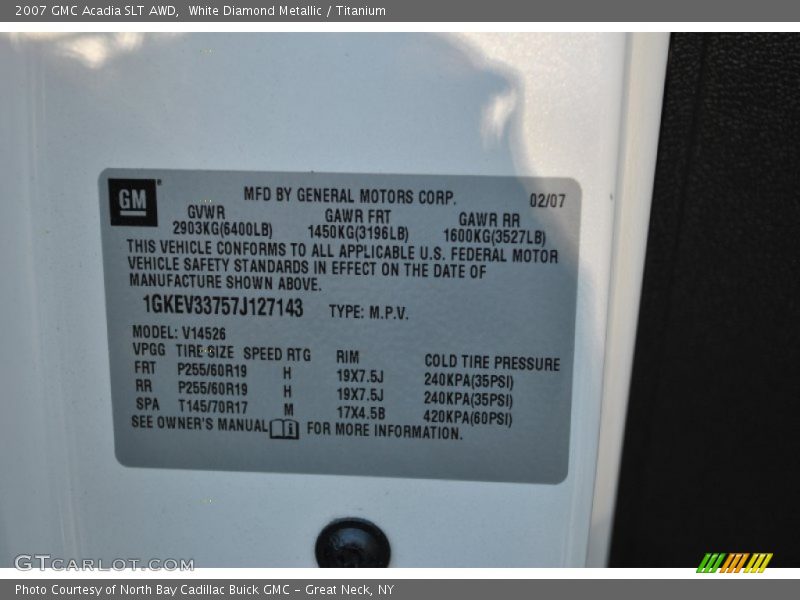 2007 GMC Acadia SLT AWD, White Diamond Metallic / Titanium
GM
MFD BY GENERAL MOTORS CORP. 02/07
GVWR GAWR FRT GAWR RR
2903KG(6400LB) 1450KG(3196LB) 1600KG(3527LB)
THIS VEHICLE CONFORMS TO ALL APPLICABLE U.S. FEDERAL MOTOR
VEHICLE SAFETY STANDARDS IN EFFECT ON THE DATE OF
MANUFACTURE SHOWN ABOVE.
1GKEV33757J127143 TYPE: M.P.V.
MODEL: V14526
VPGG TIRE SIZE SPEED RTG RIM COLD TIRE PRESSURE
FRT P255/60R19 H 19X7.5J 240KPA(35PSI)
RR P255/60R19 H 19X7.5J 240KPA(35PSI)
SPA T145/70R17 M 17X4.5B 420KPA(60PSI)
SEE OWNER'S MANUAL FOR MORE INFORMATION.
GTCARLOT.COM
Photo Courtesy of North Bay Cadillac Buick GMC - Great Neck, NY